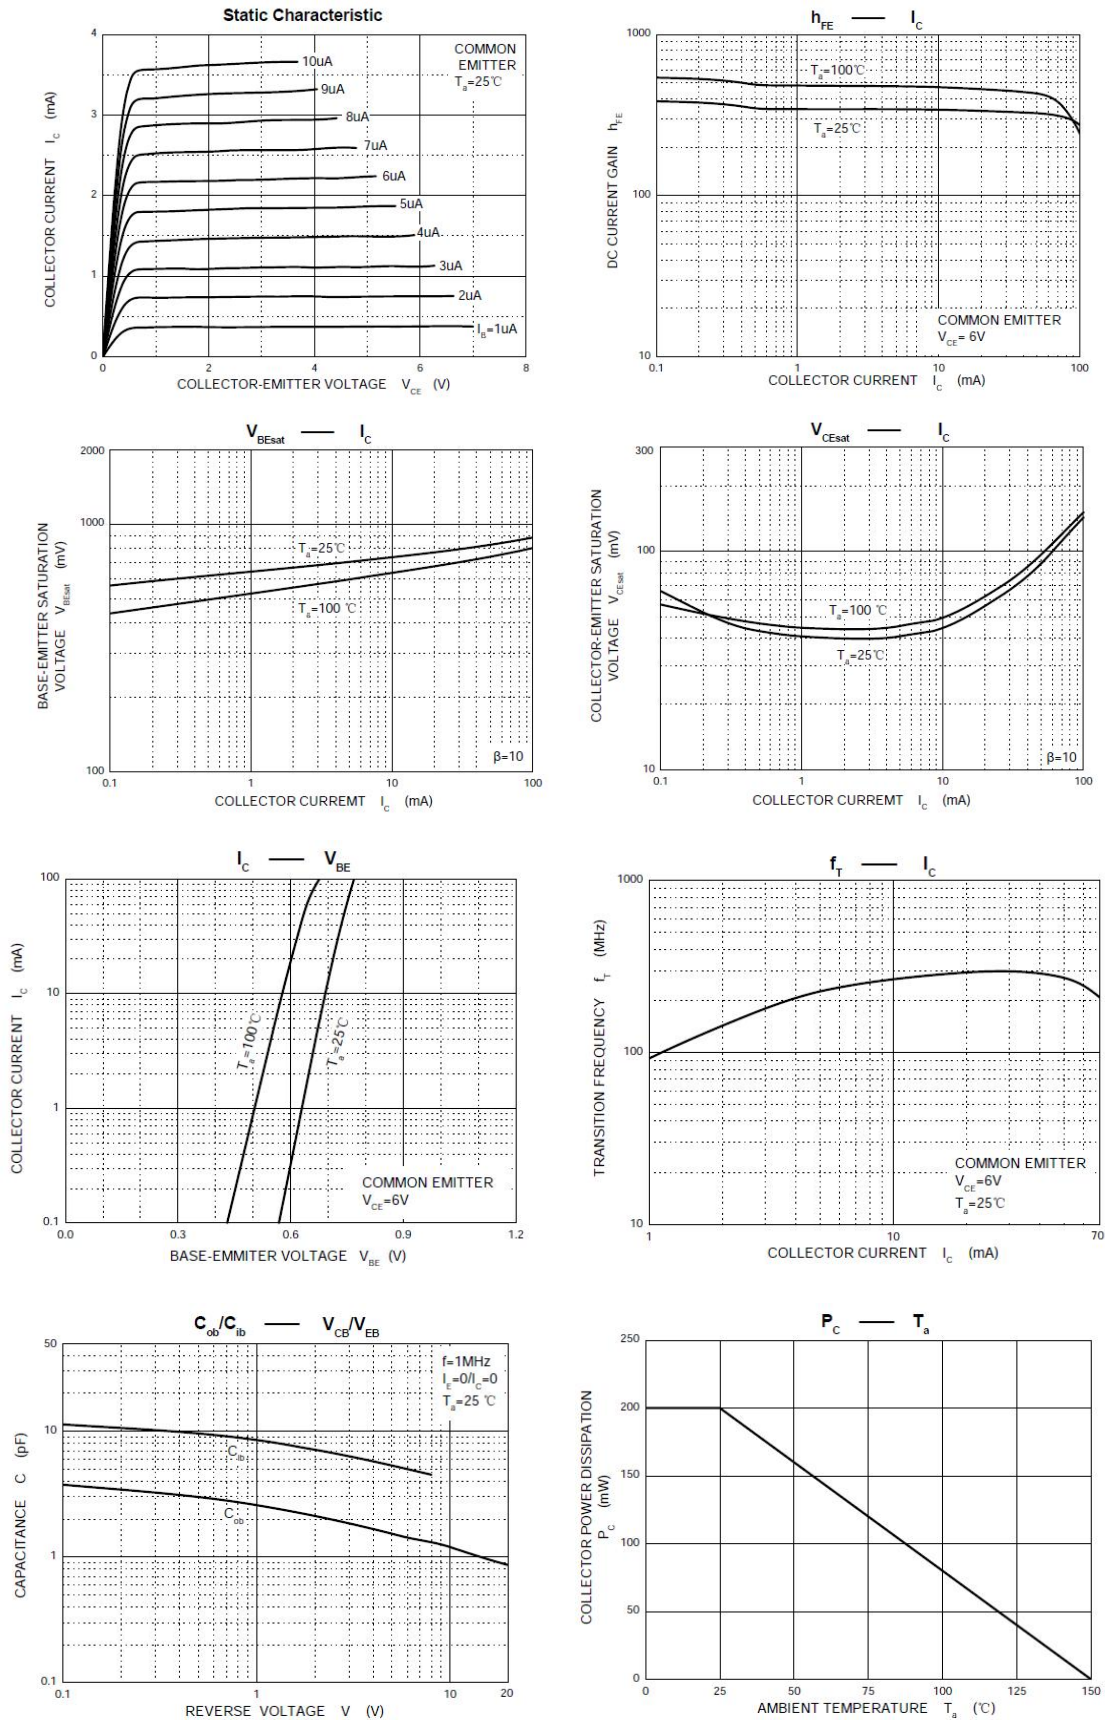 Static Characteristic
4
3
2
1
0
0
2
4
6
8
COLLECTOR CURRENT I_C (mA)
COLLECTOR-EMITTER VOLTAGE V_CE (V)
COMMON
EMITTER
T_a=25℃
10uA
9uA
8uA
7uA
6uA
5uA
4uA
3uA
2uA
I_B=1uA
h_FE —— I_C
1000
100
10
0.1
1
10
100
DC CURRENT GAIN h_FE
COLLECTOR CURRENT I_C (mA)
T_a=100℃
T_a=25℃
COMMON EMITTER
V_CE= 6V
V_BEsat —— I_C
2000
1000
100
0.1
1
10
100
BASE-EMITTER SATURATION
VOLTAGE V_BEsat (mV)
COLLECTOR CURREMT I_C (mA)
T_a=25℃
T_a=100 ℃
β=10
V_CEsat —— I_C
300
100
10
0.1
1
10
100
COLLECTOR-EMITTER SATURATION
VOLTAGE V_CEsat (mV)
COLLECTOR CURREMT I_C (mA)
T_a=100 ℃
T_a=25℃
β=10
I_C —— V_BE
100
10
1
0.1
0.0
0.3
0.6
0.9
1.2
COLLECTOR CURRENT I_C (mA)
BASE-EMMITER VOLTAGE V_BE (V)
T_a=100℃
T_a=25℃
COMMON EMITTER
V_CE=6V
f_T —— I_C
1000
100
10
1
10
70
TRANSITION FREQUENCY f_T (MHz)
COLLECTOR CURRENT I_C (mA)
COMMON EMITTER
V_CE=6V
T_a=25℃
C_ob/C_ib —— V_CB/V_EB
50
10
1
0.1
0.1
1
10
20
CAPACITANCE C (pF)
REVERSE VOLTAGE V (V)
f=1MHz
I_E=0/I_C=0
T_a=25 ℃
C_ib
C_ob
P_C —— T_a
250
200
150
100
50
0
0
25
50
75
100
125
150
COLLECTOR POWER DISSIPATION
P_C (mW)
AMBIENT TEMPERATURE T_a (℃)